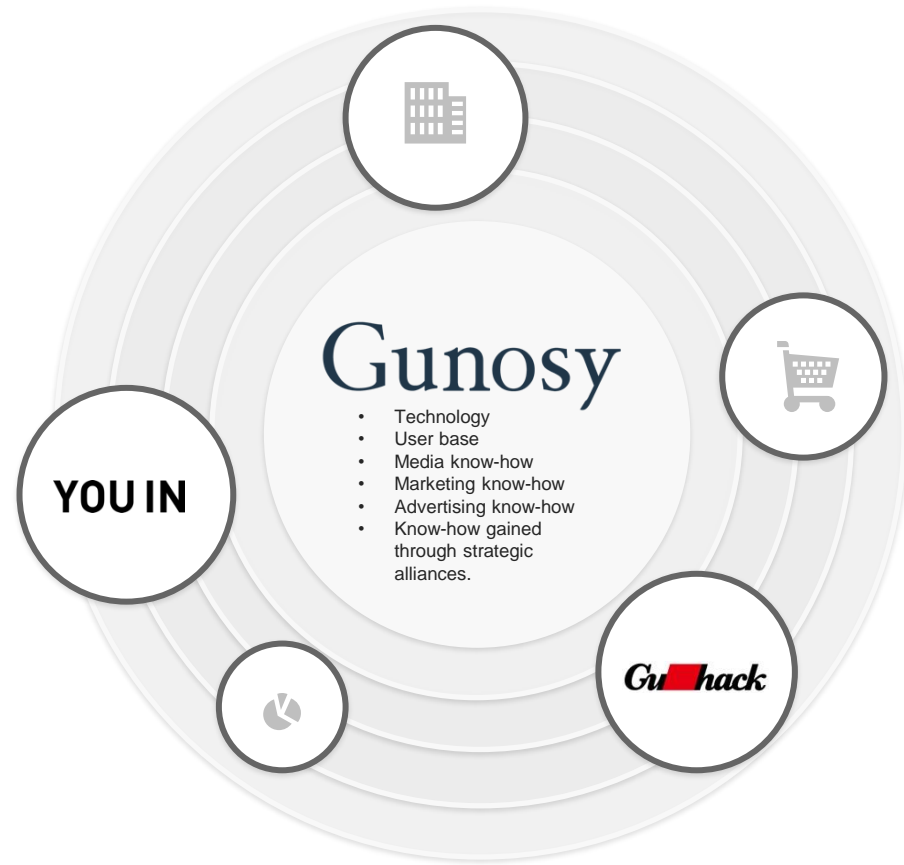 Gunosy
• Technology
• User base
• Media know-how
• Marketing know-how
• Advertising know-how
• Know-how gained
through strategic
alliances.
YOU IN
Gu hack